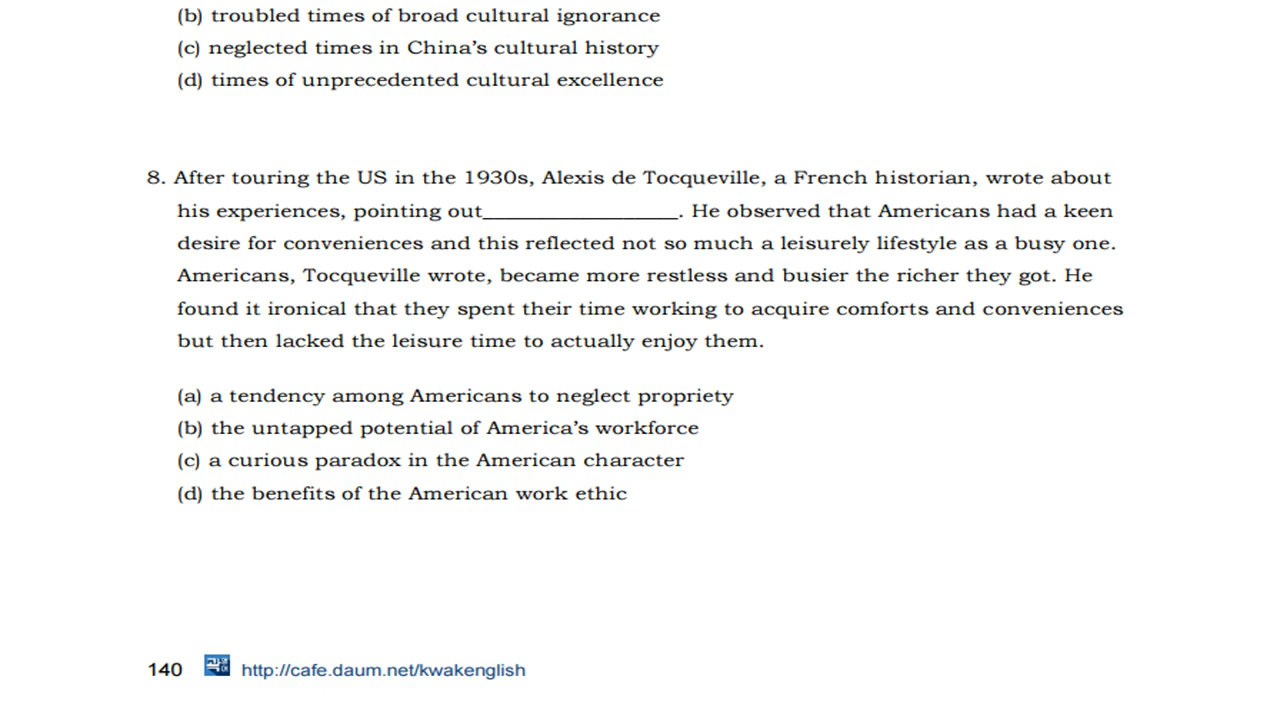 (b) troubled times of broad cultural ignorance
(c) neglected times in China's cultural history
(d) times of unprecedented cultural excellence
8. After touring the US in the 1930s, Alexis de Tocqueville, a French historian, wrote about
his experiences, pointing out__________________. He observed that Americans had a keen
desire for conveniences and this reflected not so much a leisurely lifestyle as a busy one.
Americans, Tocqueville wrote, became more restless and busier the richer they got. He
found it ironical that they spent their time working to acquire comforts and conveniences
but then lacked the leisure time to actually enjoy them.
(a) a tendency among Americans to neglect propriety
(b) the untapped potential of America's workforce
(c) a curious paradox in the American character
(d) the benefits of the American work ethic
140 http://cafe.daum.net/kwakenglish